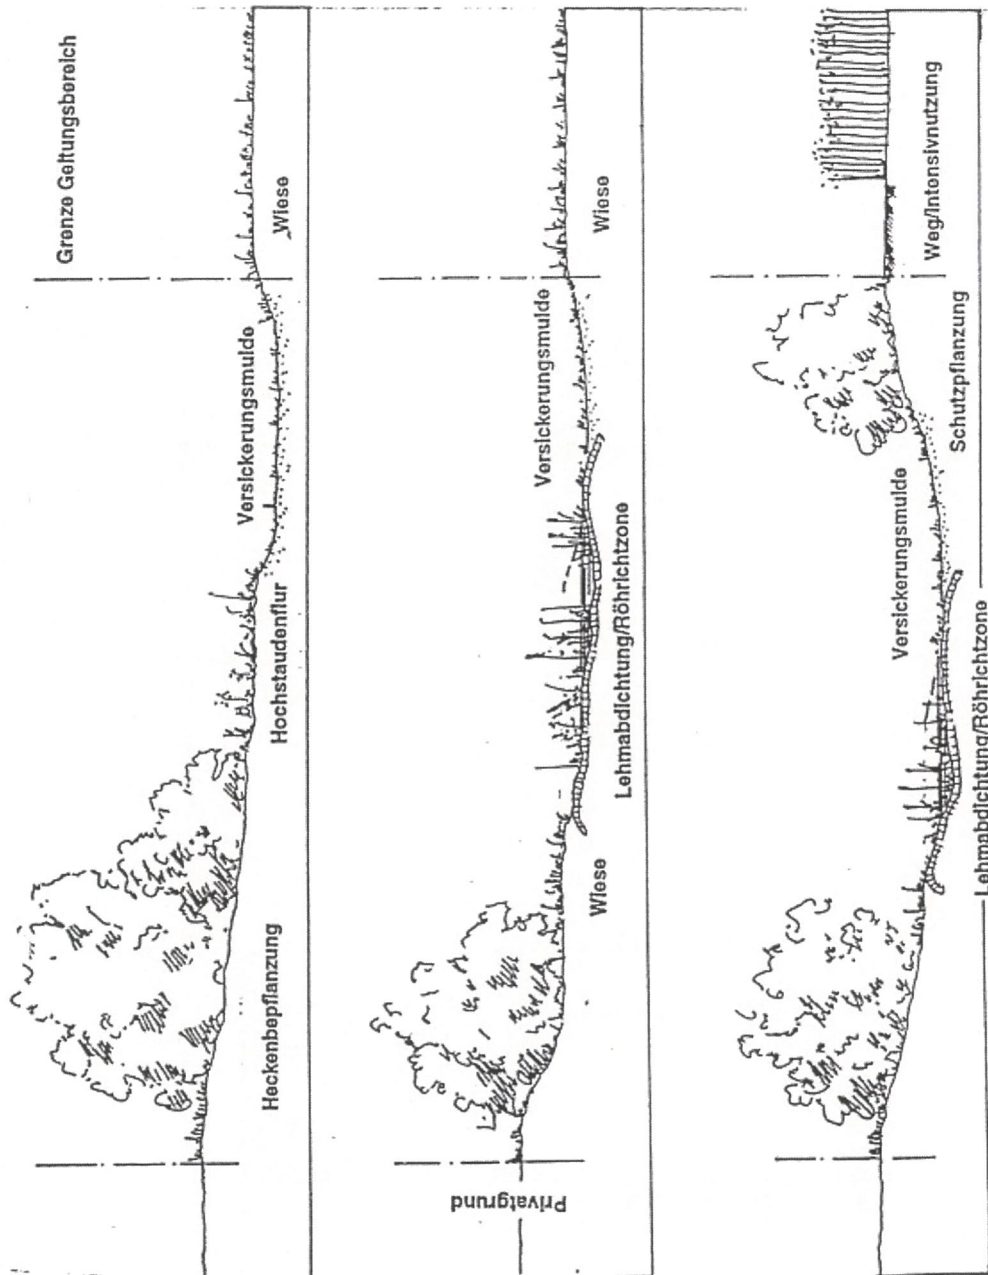 Grenze Geltungsbereich
Heckenbepflanzung
Hochstaudenflur
Versickerungsmulde
Wiese
Privatgrund
Wiese
Lehmabdichtung/Röhrichtzone
Versickerungsmulde
Wiese
Lehmabdichtung/Röhrichtzone
Versickerungsmulde
Schutzpflanzung
Weg/Intensivnutzung